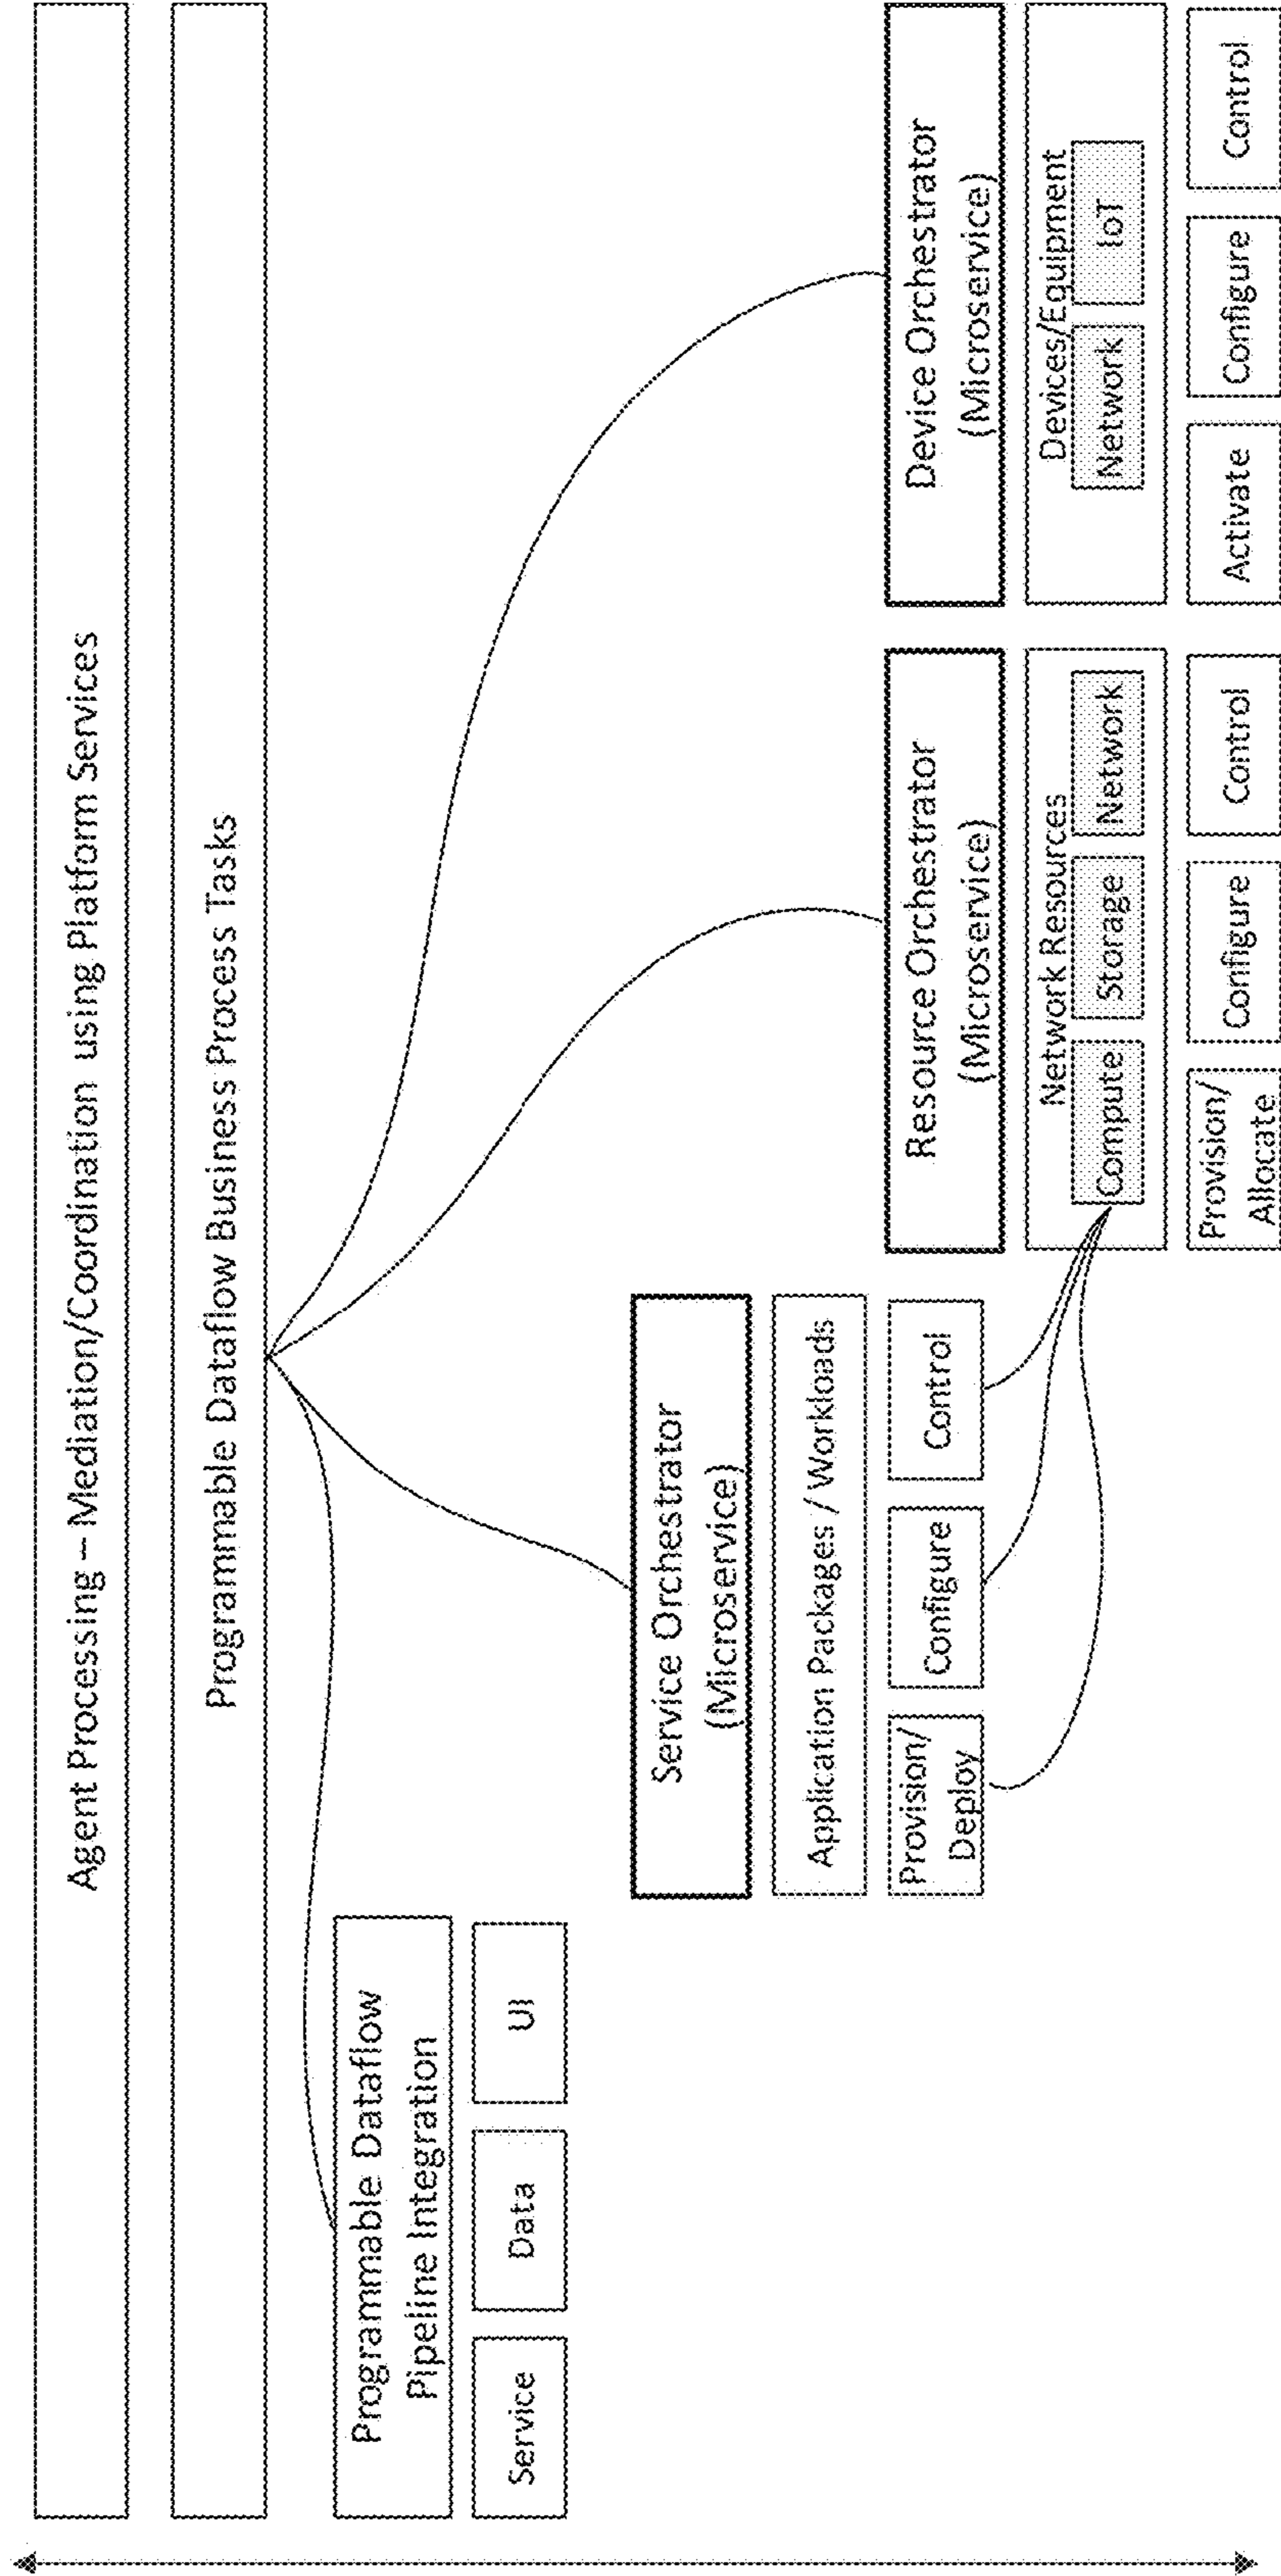 Agent Processing – Mediation/Coordination using Platform Services
Programmable Dataflow Business Process Tasks
Programmable Dataflow
Pipeline Integration
Service
Data
UI
Service Orchestrator
(Microservice)
Application Packages / Workloads
Provision/
Deploy
Configure
Control
Resource Orchestrator
(Microservice)
Network Resources
Compute
Storage
Network
Provision/
Allocate
Configure
Control
Device Orchestrator
(Microservice)
Devices/Equipment
Network
IoT
Activate
Configure
Control